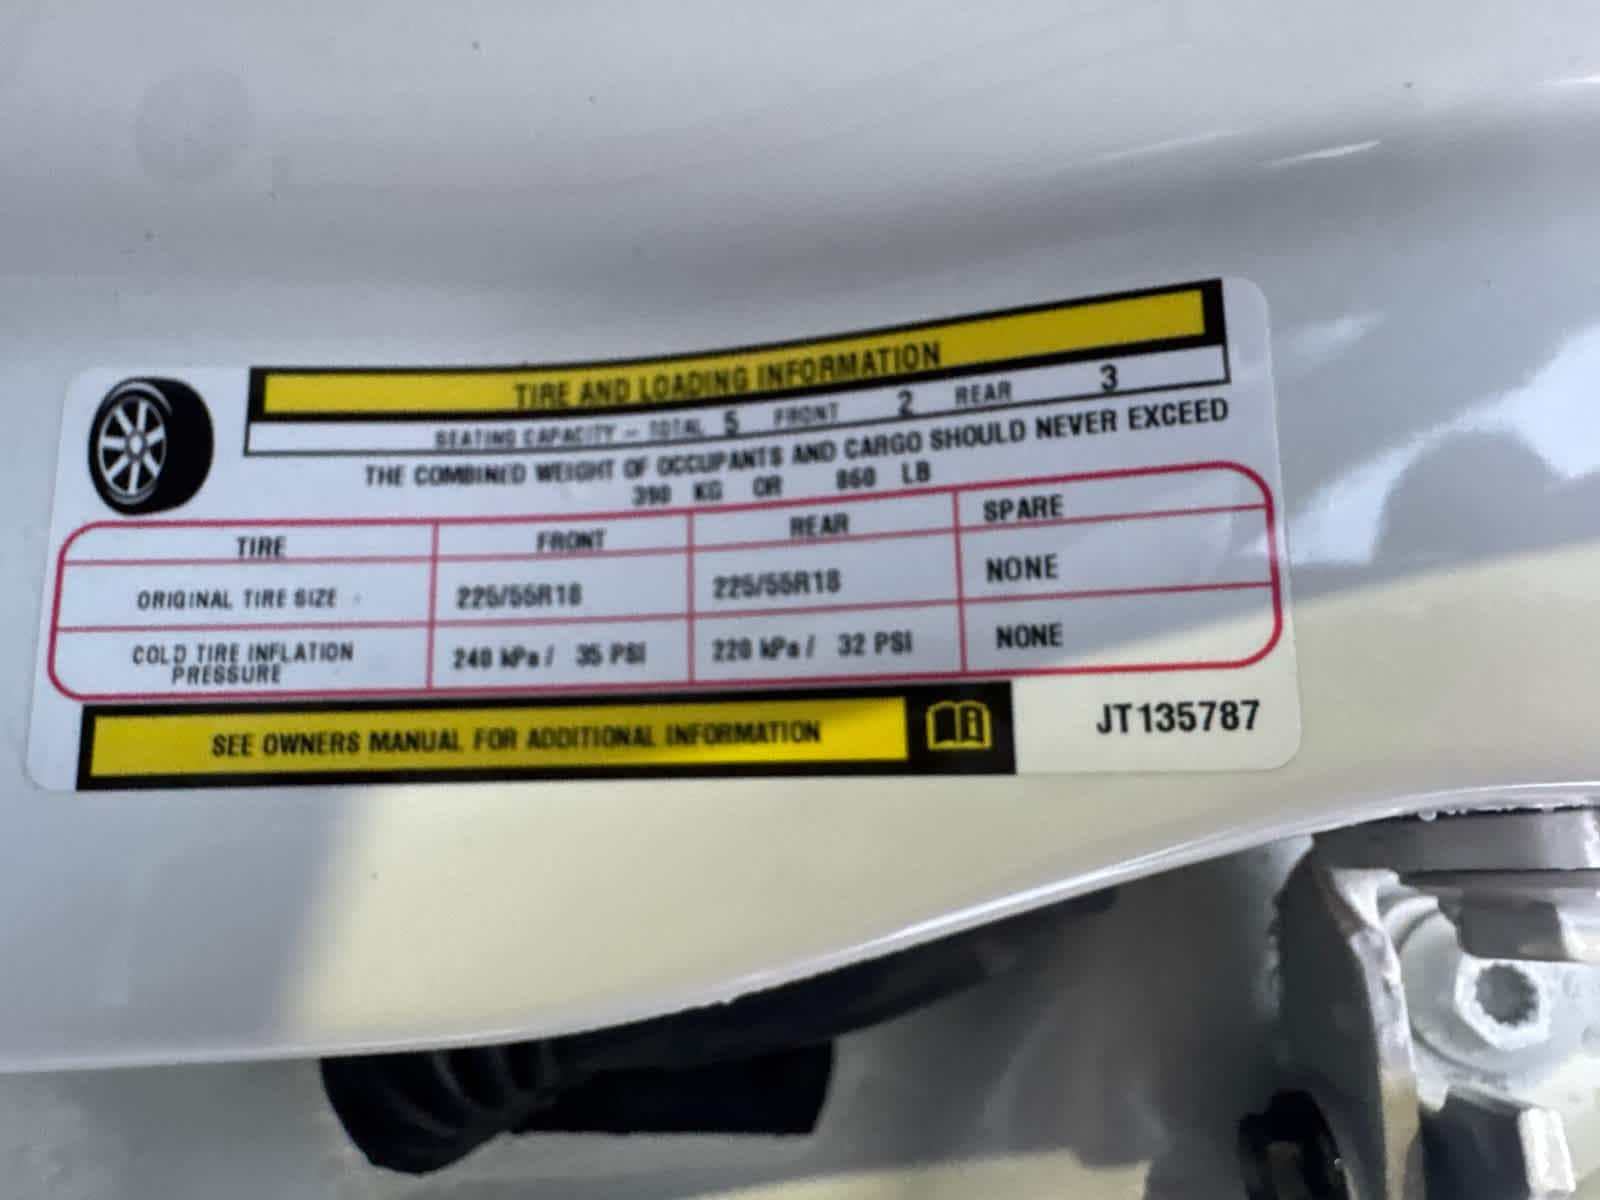 TIRE AND LOADING INFORMATION
SEATING CAPACITY – TOTAL 5 FRONT 2 REAR 3
THE COMBINED WEIGHT OF OCCUPANTS AND CARGO SHOULD NEVER EXCEED
390 KG OR 860 LB
TIRE FRONT REAR SPARE
ORIGINAL TIRE SIZE 225/55R18 225/55R18 NONE
COLD TIRE INFLATION PRESSURE 240 kPa / 35 PSI 220 kPa / 32 PSI NONE
SEE OWNERS MANUAL FOR ADDITIONAL INFORMATION
JT135787